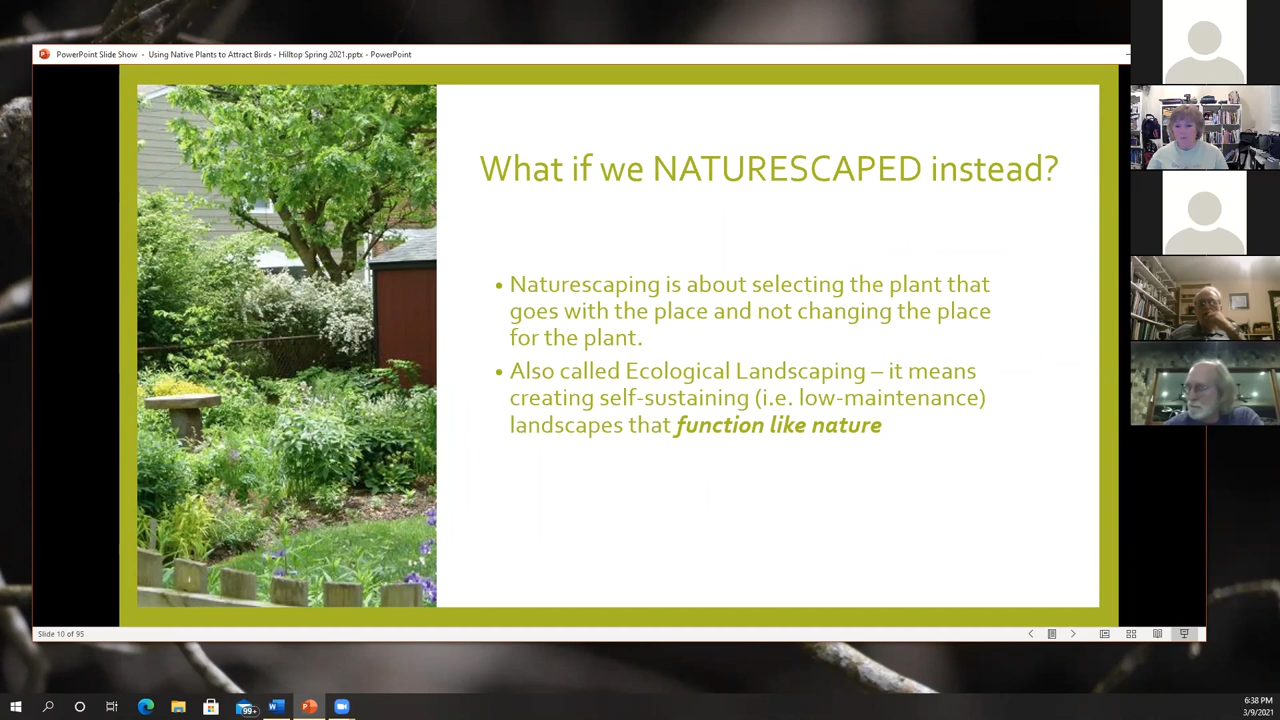 PowerPoint Slide Show - Using Native Plants to Attract Birds - Hilltop Spring 2021.pptx - PowerPoint
What if we NATURESCAPED instead?
• Naturescaping is about selecting the plant that
goes with the place and not changing the place
for the plant.
• Also called Ecological Landscaping – it means
creating self-sustaining (i.e. low-maintenance)
landscapes that function like nature
Slide 10 of 95
99+
6:38 PM
3/9/2021